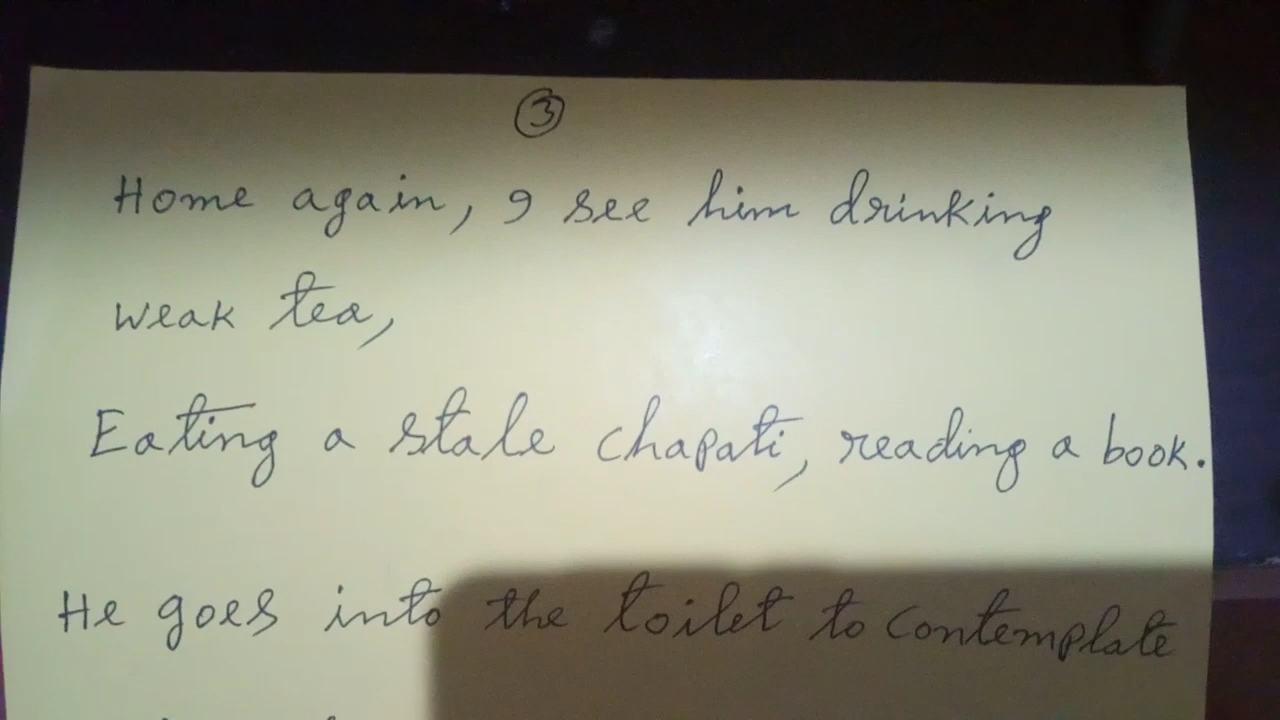 3
Home again, I see him drinking
weak tea,
Eating a stale chapati, reading a book.
He goes into the toilet to contemplate